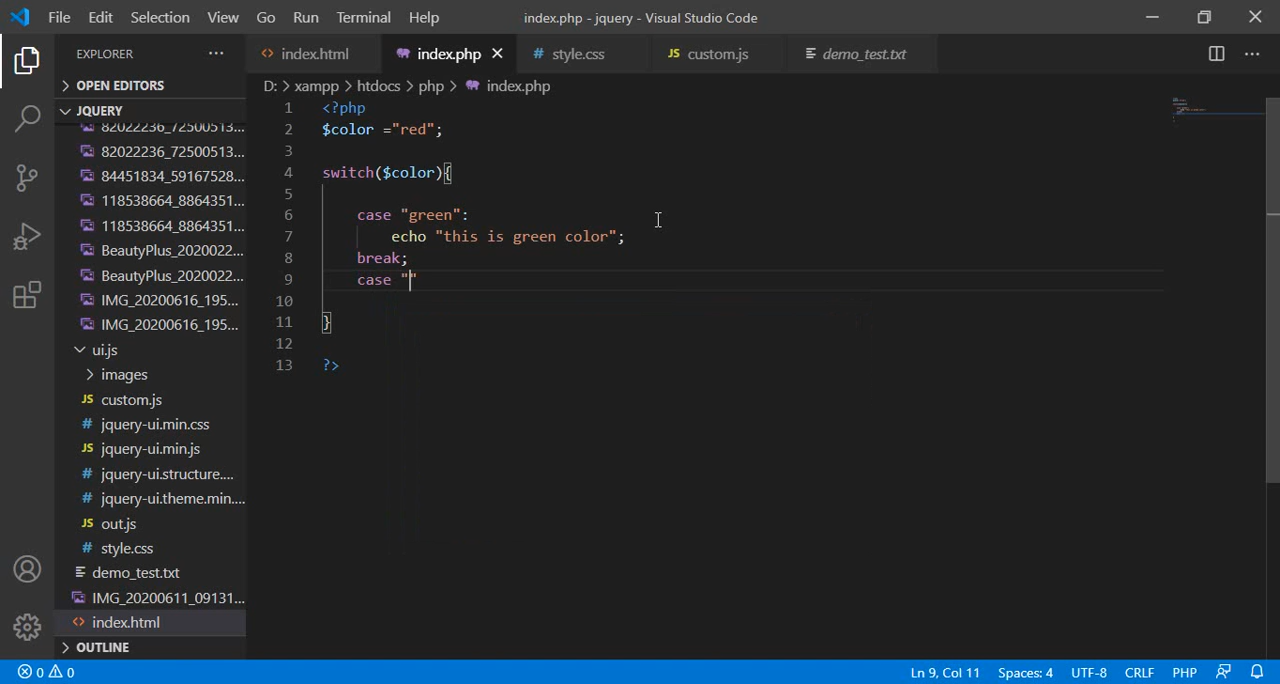 File Edit Selection View Go Run Terminal Help index.php - jquery - Visual Studio Code
EXPLORER ···
index.html index.php style.css JS custom.js demo_test.txt ···
OPEN EDITORS
D: > xampp > htdocs > php > index.php
JQUERY
82022236_72500513...
82022236_72500513...
84451834_59167528...
118538664_8864351...
118538664_8864351...
BeautyPlus_2020022...
BeautyPlus_2020022...
IMG_20200616_195...
IMG_20200616_195...
ui.js
images
JS custom.js
# jquery-ui.min.css
JS jquery-ui.min.js
# jquery-ui.structure....
# jquery-ui.theme.min....
JS out.js
# style.css
demo_test.txt
IMG_20200611_09131...
index.html
OUTLINE
1 <?php
2 $color ="red";
3
4 switch($color){
5
6 case "green":
7 echo "this is green color";
8 break;
9 case ""
10
11 }
12
13 ?>
0 0 Ln 9, Col 11 Spaces: 4 UTF-8 CRLF PHP